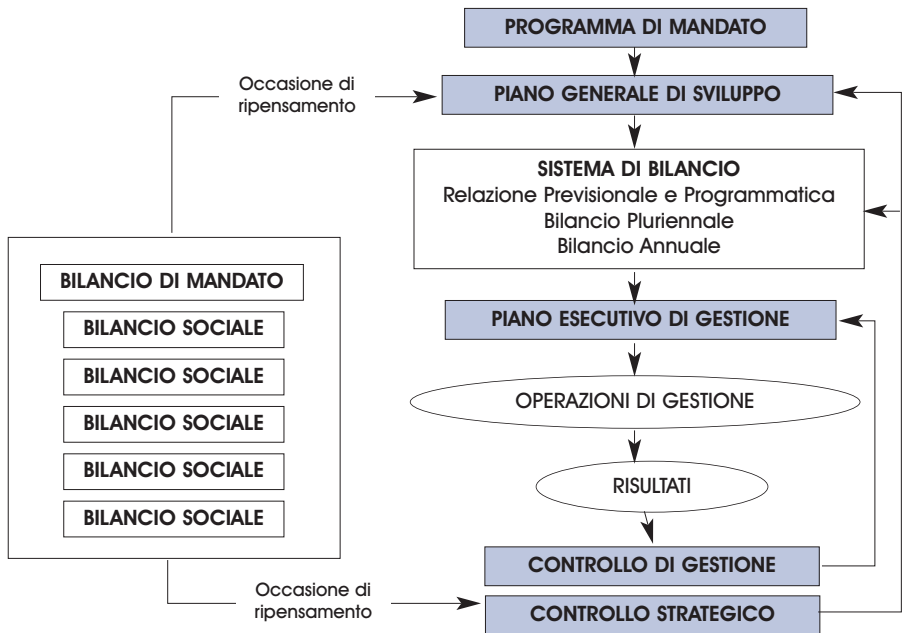 PROGRAMMA DI MANDATO
Occasione di
ripensamento
PIANO GENERALE DI SVILUPPO
SISTEMA DI BILANCIO
Relazione Previsionale e Programmatica
Bilancio Pluriennale
Bilancio Annuale
BILANCIO DI MANDATO
BILANCIO SOCIALE
BILANCIO SOCIALE
BILANCIO SOCIALE
BILANCIO SOCIALE
BILANCIO SOCIALE
PIANO ESECUTIVO DI GESTIONE
OPERAZIONI DI GESTIONE
RISULTATI
CONTROLLO DI GESTIONE
Occasione di
ripensamento
CONTROLLO STRATEGICO